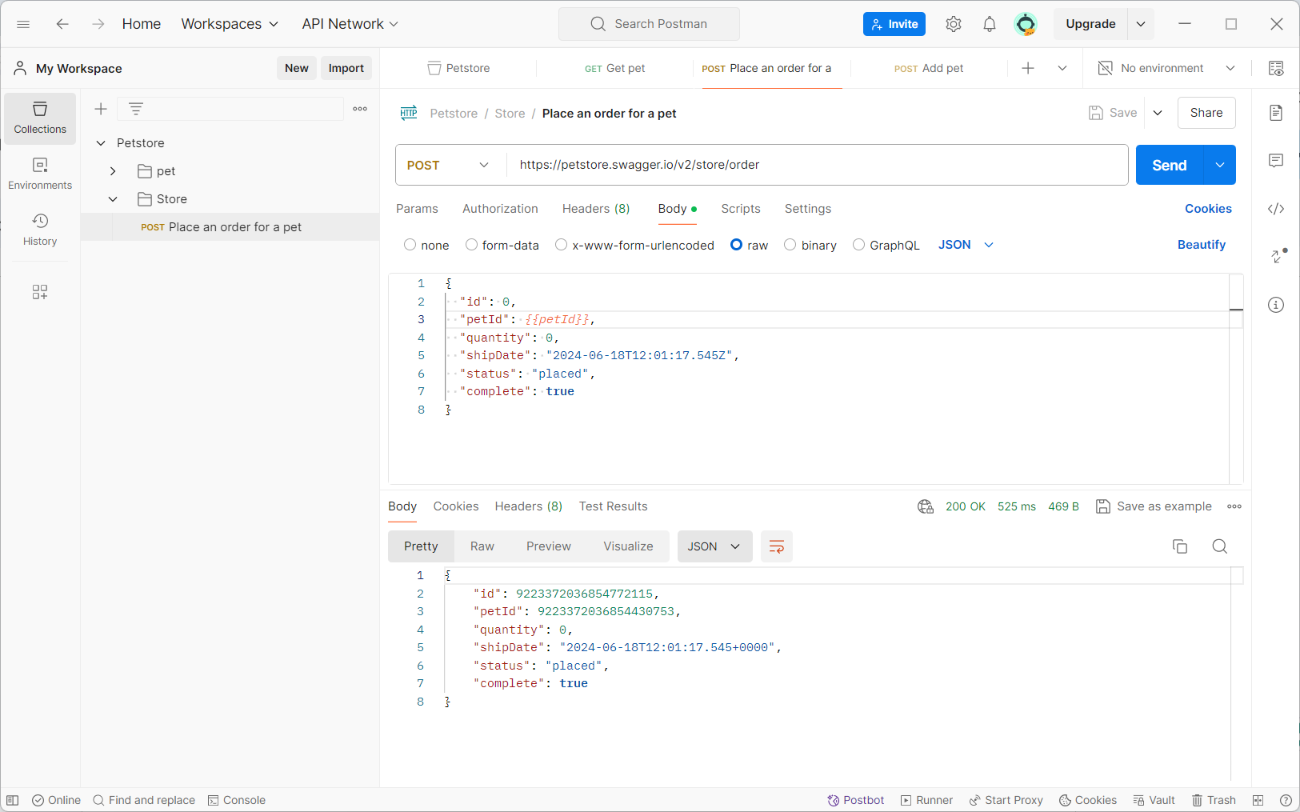 Home Workspaces API Network Search Postman Invite Upgrade
My Workspace New Import Petstore GET Get pet POST Place an order for a POST Add pet No environment
Collections
Environments
History
Petstore
pet
Store
POST Place an order for a pet
HTTP Petstore / Store / Place an order for a pet Save Share
POST https://petstore.swagger.io/v2/store/order Send
Params Authorization Headers (8) Body Scripts Settings Cookies
none form-data x-www-form-urlencoded raw binary GraphQL JSON Beautify
1 {
2 "id": 0,
3 "petId": {{petId}},
4 "quantity": 0,
5 "shipDate": "2024-06-18T12:01:17.545Z",
6 "status": "placed",
7 "complete": true
8 }
Body Cookies Headers (8) Test Results 200 OK 525 ms 469 B Save as example
Pretty Raw Preview Visualize JSON
1 {
2 "id": 9223372036854772115,
3 "petId": 9223372036854430753,
4 "quantity": 0,
5 "shipDate": "2024-06-18T12:01:17.545+0000",
6 "status": "placed",
7 "complete": true
8 }
Online Find and replace Console Postbot Runner Start Proxy Cookies Vault Trash